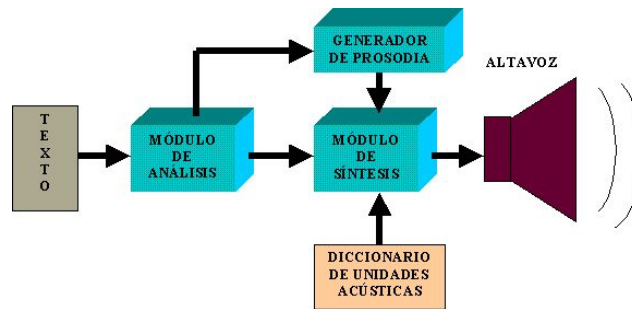 GENERADOR
DE PROSODIA
ALTAVOZ
TEXTO
MÓDULO
DE
ANÁLISIS
MÓDULO
DE
SÍNTESIS
DICCIONARIO
DE UNIDADES
ACÚSTICAS